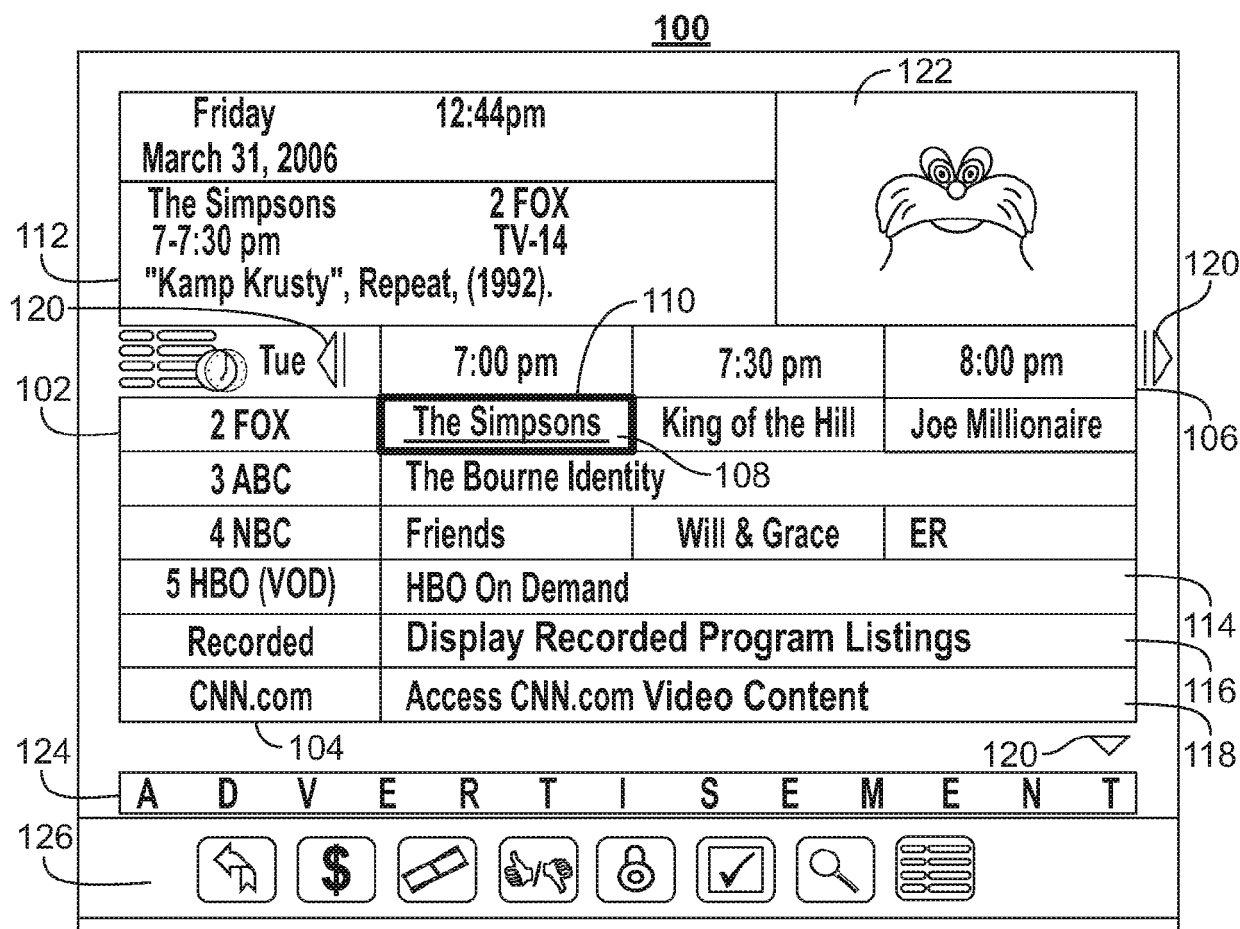 100
122
Friday 12:44pm
March 31, 2006
The Simpsons 2 FOX
7-7:30 pm TV-14
"Kamp Krusty", Repeat, (1992).
112
120
110
120
Tue 7:00 pm 7:30 pm 8:00 pm
102
2 FOX The Simpsons King of the Hill Joe Millionaire
106
3 ABC The Bourne Identity
108
4 NBC Friends Will & Grace ER
5 HBO (VOD) HBO On Demand
114
Recorded Display Recorded Program Listings
116
CNN.com Access CNN.com Video Content
104
120
118
124
A D V E R T I S E M E N T
126
$